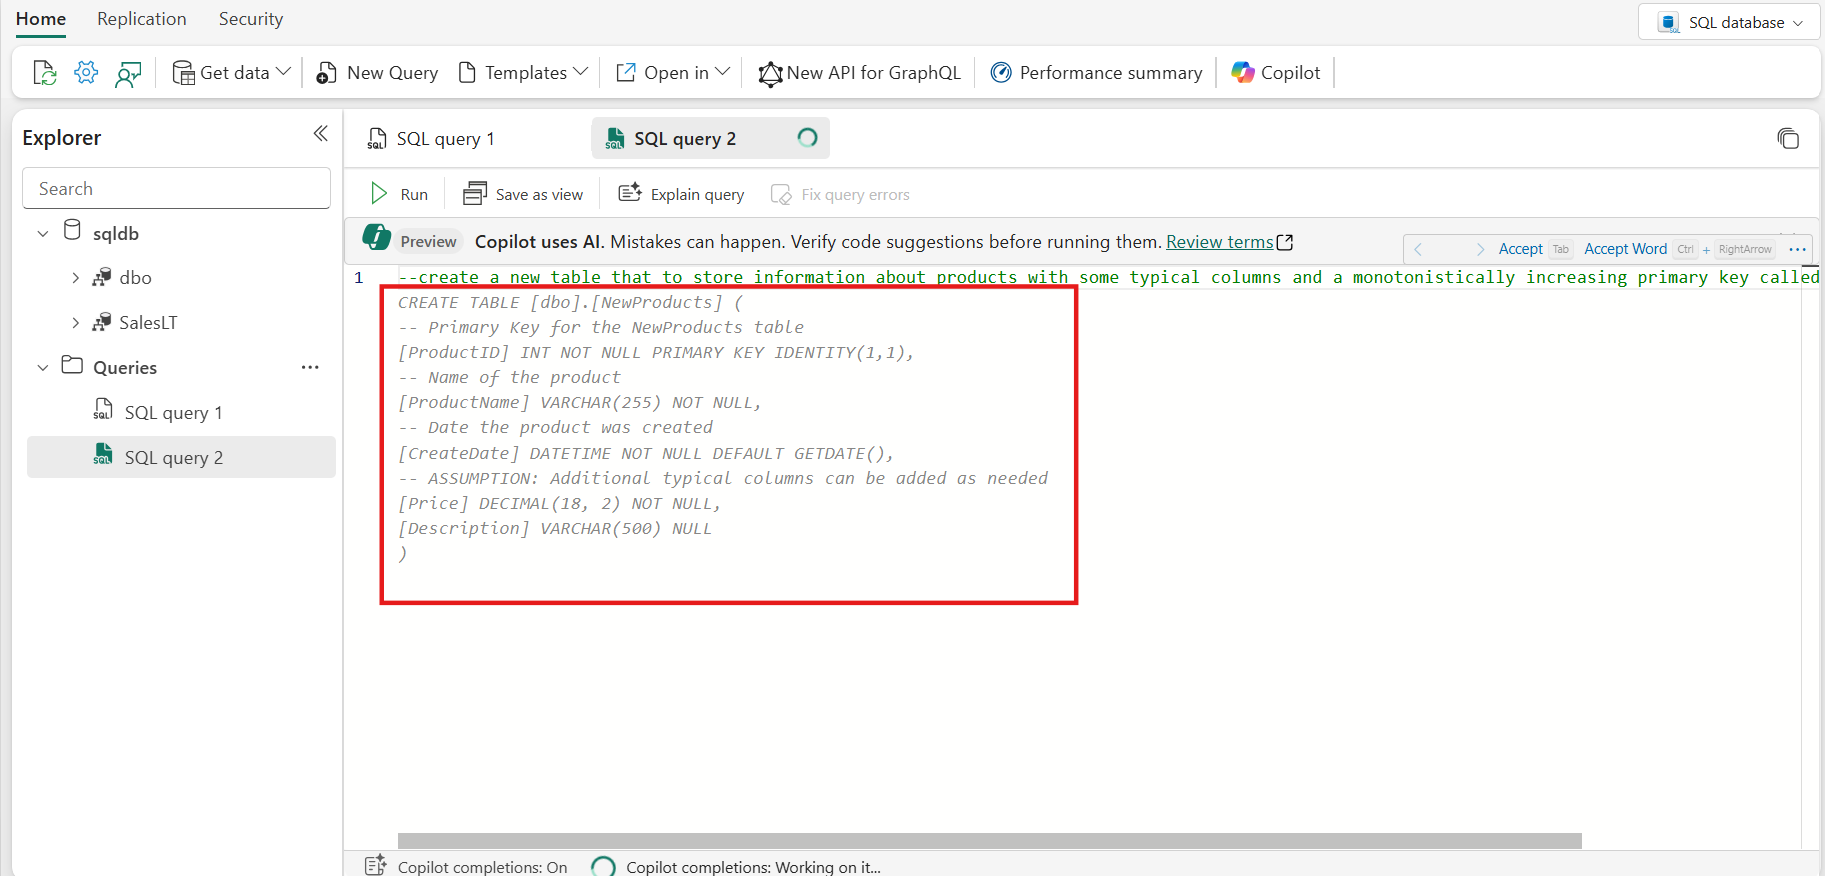 Home Replication Security
SQL database
Get data New Query Templates Open in New API for GraphQL Performance summary Copilot
Explorer
Search
sqldb
dbo
SalesLT
Queries
SQL query 1
SQL query 2
SQL query 1 SQL query 2
Run Save as view Explain query Fix query errors
Preview Copilot uses AI. Mistakes can happen. Verify code suggestions before running them. Review terms
Accept Tab Accept Word Ctrl + RightArrow ...
1 --create a new table that to store information about products with some typical columns and a monotonistically increasing primary key called
CREATE TABLE [dbo].[NewProducts] (
-- Primary Key for the NewProducts table
[ProductID] INT NOT NULL PRIMARY KEY IDENTITY(1,1),
-- Name of the product
[ProductName] VARCHAR(255) NOT NULL,
-- Date the product was created
[CreateDate] DATETIME NOT NULL DEFAULT GETDATE(),
-- ASSUMPTION: Additional typical columns can be added as needed
[Price] DECIMAL(18, 2) NOT NULL,
[Description] VARCHAR(500) NULL
)
Copilot completions: On Copilot completions: Working on it...